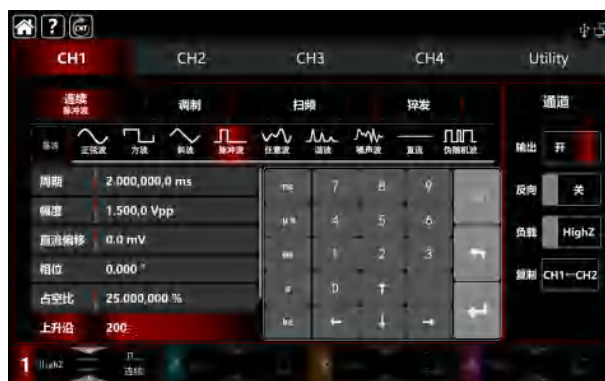 ? CNT
CH1 CH2 CH3 CH4 Utility
连续 调制 扫频 猝发 通道
脉冲波
基波 正弦波 方波 斜波 脉冲波 任意波 谐波 噪声波 直流 伪随机波
输出 开
周期 2.000,000,0 ms
ms 7 8 9
反向 关
幅度 1.500,0 Vpp
μs 4 5 6
负载 HighZ
直流偏移 0.0 mV
ns 1 2 3
相位 0.000 °
复制 CH1←CH2
0 ↑
占空比 25.000,000 %
← ↓ →
上升沿 200
1 HighZ 连续